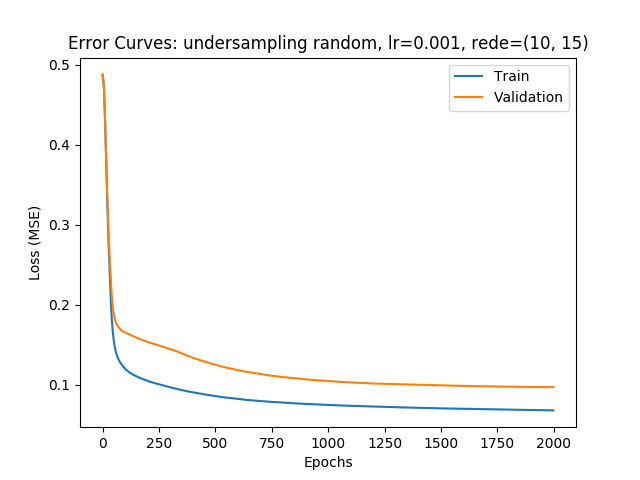 Error Curves: undersampling random, lr=0.001, rede=(10, 15)
Train
Validation
Loss (MSE)
0.5
0.4
0.3
0.2
0.1
0 250 500 750 1000 1250 1500 1750 2000
Epochs